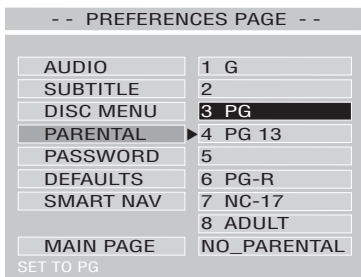 - - PREFERENCES PAGE - -
AUDIO
SUBTITLE
DISC MENU
PARENTAL
PASSWORD
DEFAULTS
SMART NAV
MAIN PAGE
1 G
2
3 PG
4 PG 13
5
6 PG-R
7 NC-17
8 ADULT
NO_PARENTAL
SET TO PG